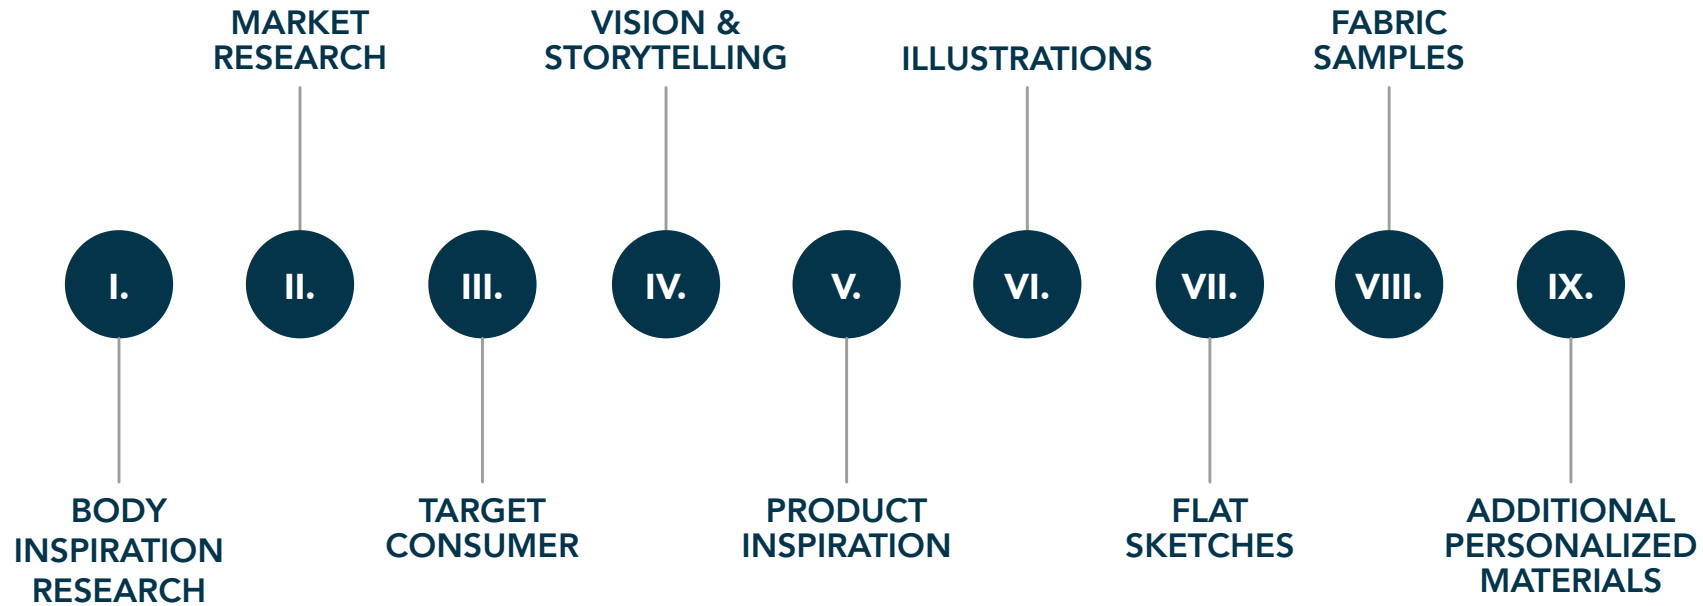 MARKET
RESEARCH
VISION &
STORYTELLING
ILLUSTRATIONS
FABRIC
SAMPLES
I.
II.
III.
IV.
V.
VI.
VII.
VIII.
IX.
BODY
INSPIRATION
RESEARCH
TARGET
CONSUMER
PRODUCT
INSPIRATION
FLAT
SKETCHES
ADDITIONAL
PERSONALIZED
MATERIALS